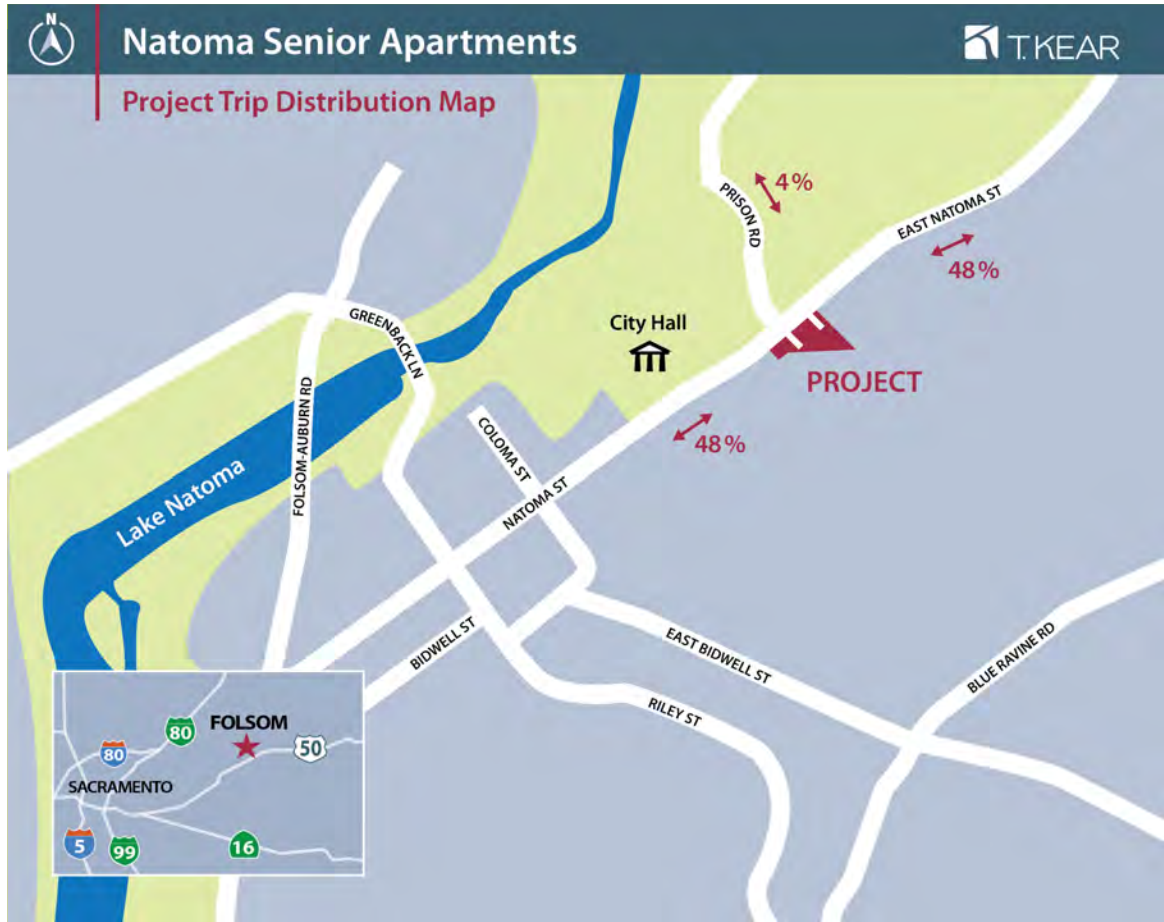 N
Natoma Senior Apartments
T. KEAR
Project Trip Distribution Map
4%
PRISON RD
EAST NATOMA ST
48%
GREENBACK LN
City Hall
PROJECT
FOLSOM-AUBURN RD
COLOMA ST
48%
Lake Natoma
NATOMA ST
BIDWELL ST
EAST BIDWELL ST
BLUE RAVINE RD
RILEY ST
FOLSOM
80
50
80
SACRAMENTO
5
99
16